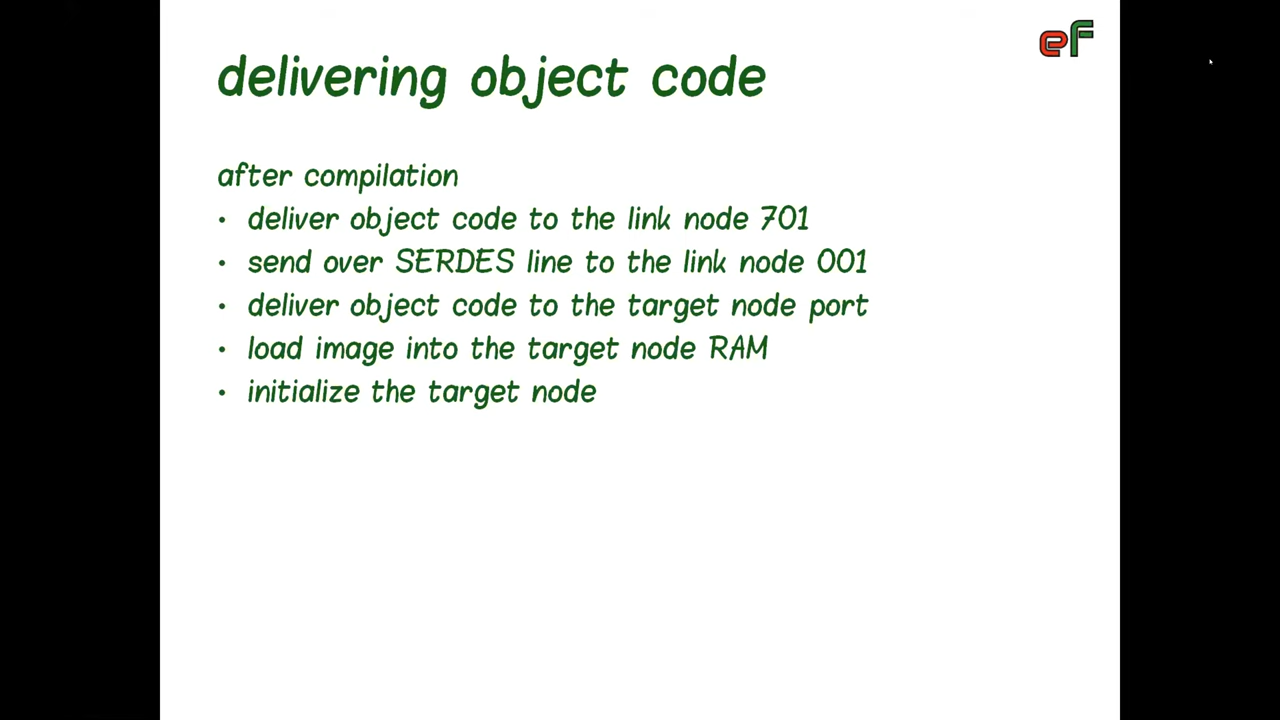 eF
delivering object code
after compilation
• deliver object code to the link node 701
• send over SERDES line to the link node 001
• deliver object code to the target node port
• load image into the target node RAM
• initialize the target node